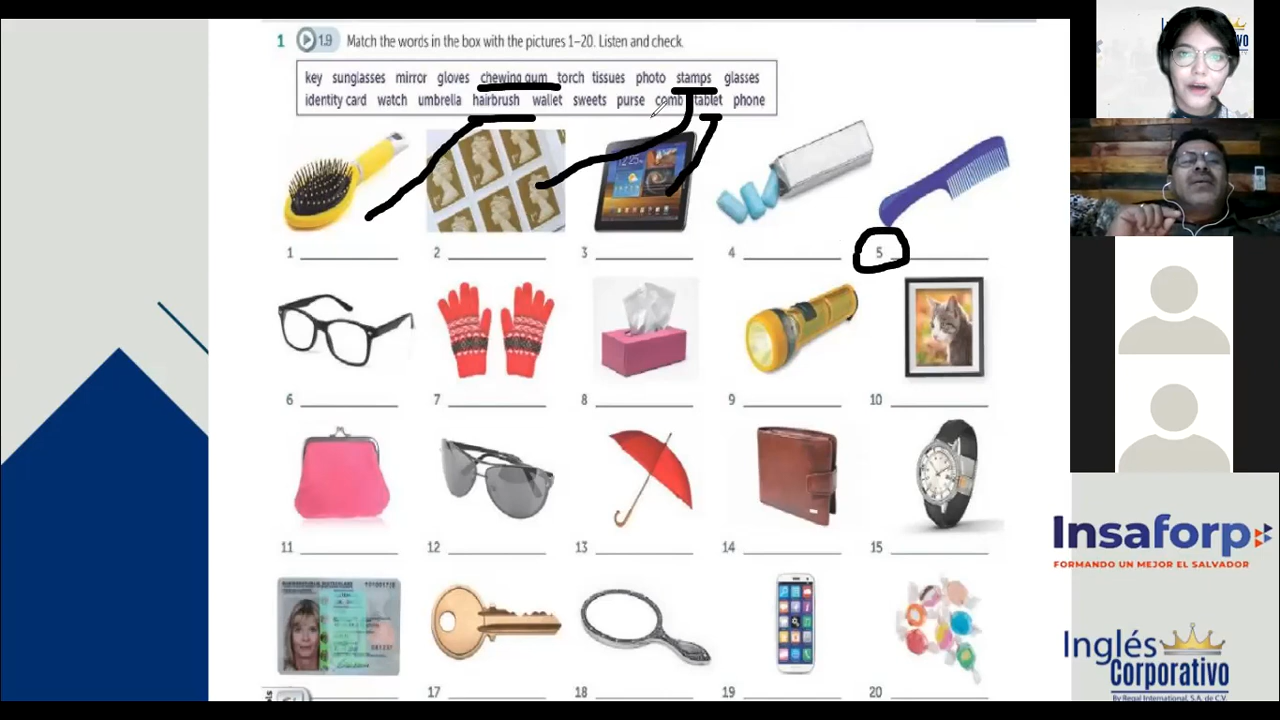 1 1.9 Match the words in the box with the pictures 1–20. Listen and check.
key sunglasses mirror gloves chewing gum torch tissues photo stamps glasses
identity card watch umbrella hairbrush wallet sweets purse comb tablet phone
1 2 3 4 5
6 7 8 9 10
11 12 13 14 15
17 18 19 20
Insaforp
FORMANDO UN MEJOR EL SALVADOR
Inglés
Corporativo
By Regal International, S.A. de C.V.